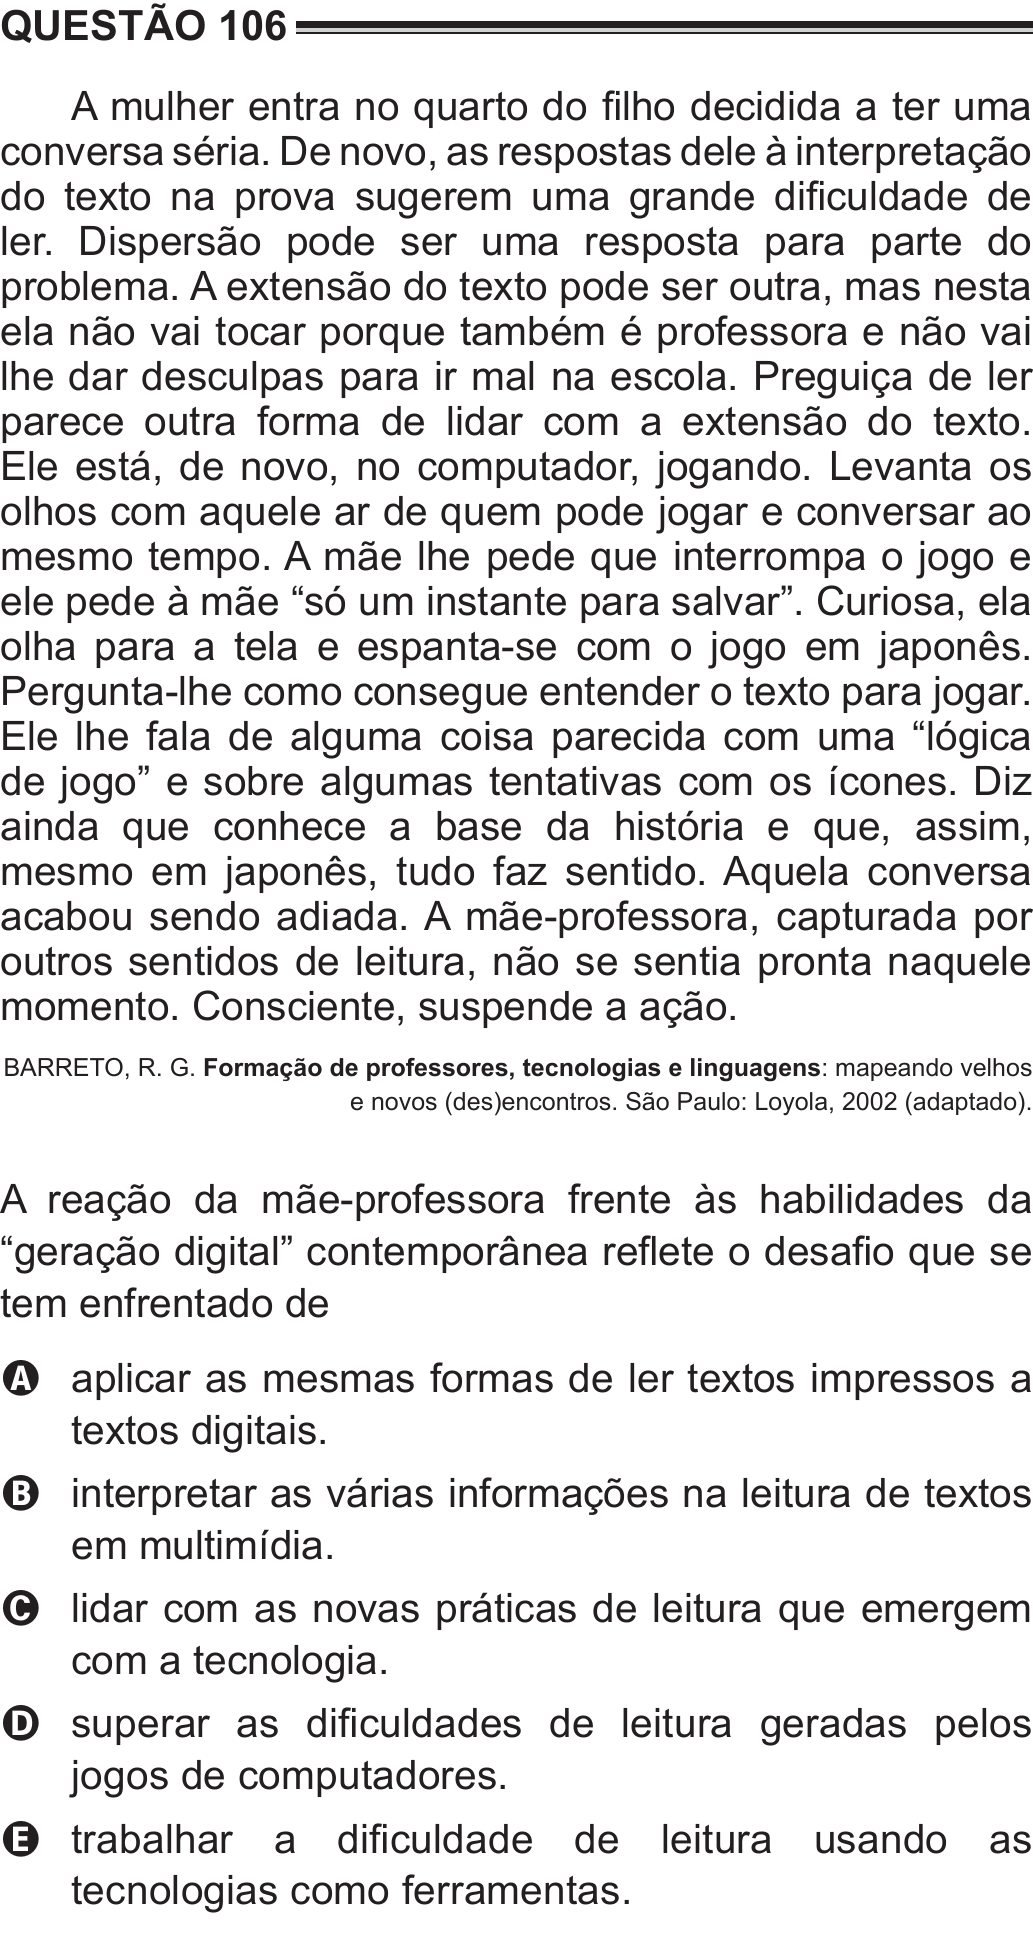 QUESTÃO 106
A mulher entra no quarto do filho decidida a ter uma
conversa séria. De novo, as respostas dele à interpretação
do texto na prova sugerem uma grande dificuldade de
ler. Dispersão pode ser uma resposta para parte do
problema. A extensão do texto pode ser outra, mas nesta
ela não vai tocar porque também é professora e não vai
lhe dar desculpas para ir mal na escola. Preguiça de ler
parece outra forma de lidar com a extensão do texto.
Ele está, de novo, no computador, jogando. Levanta os
olhos com aquele ar de quem pode jogar e conversar ao
mesmo tempo. A mãe lhe pede que interrompa o jogo e
ele pede à mãe “só um instante para salvar”. Curiosa, ela
olha para a tela e espanta-se com o jogo em japonês.
Pergunta-lhe como consegue entender o texto para jogar.
Ele lhe fala de alguma coisa parecida com uma “lógica
de jogo” e sobre algumas tentativas com os ícones. Diz
ainda que conhece a base da história e que, assim,
mesmo em japonês, tudo faz sentido. Aquela conversa
acabou sendo adiada. A mãe-professora, capturada por
outros sentidos de leitura, não se sentia pronta naquele
momento. Consciente, suspende a ação.
BARRETO, R. G. Formação de professores, tecnologias e linguagens: mapeando velhos
e novos (des)encontros. São Paulo: Loyola, 2002 (adaptado).
A reação da mãe-professora frente às habilidades da
“geração digital” contemporânea reflete o desafio que se
tem enfrentado de
A aplicar as mesmas formas de ler textos impressos a
textos digitais.
B interpretar as várias informações na leitura de textos
em multimídia.
C lidar com as novas práticas de leitura que emergem
com a tecnologia.
D superar as dificuldades de leitura geradas pelos
jogos de computadores.
E trabalhar a dificuldade de leitura usando as
tecnologias como ferramentas.